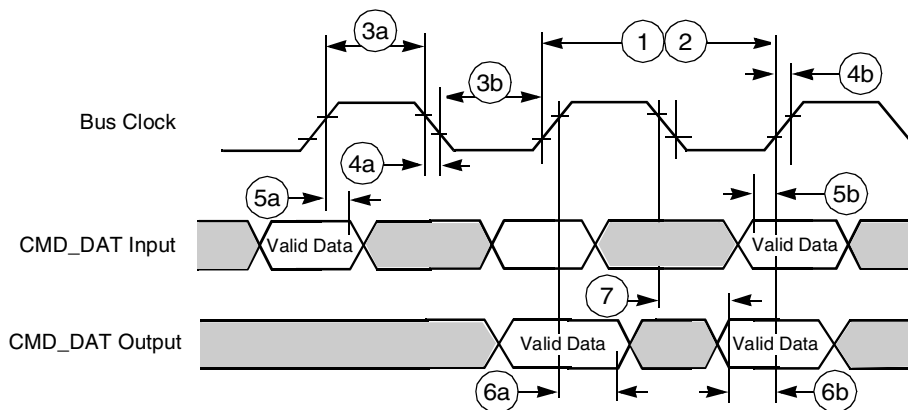 3a
1 2
3b
4b
Bus Clock
4a
5a
5b
CMD_DAT Input
Valid Data
Valid Data
7
CMD_DAT Output
Valid Data
Valid Data
6a
6b